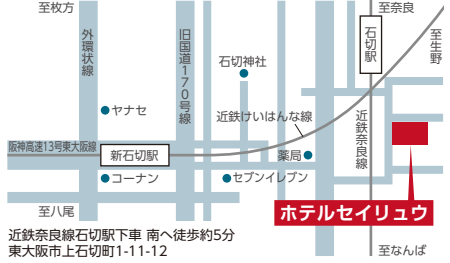 至枚方
至奈良
外環状線
旧国道170号線
石切駅
至生野
石切神社
ヤナセ
近鉄けいはんな線
近鉄奈良線
阪神高速13号東大阪線
新石切駅
薬局
コーナン
セブンイレブン
ホテルセイリュウ
至八尾
近鉄奈良線石切駅下車 南へ徒歩約5分
東大阪市上石切町1-11-12
至なんば